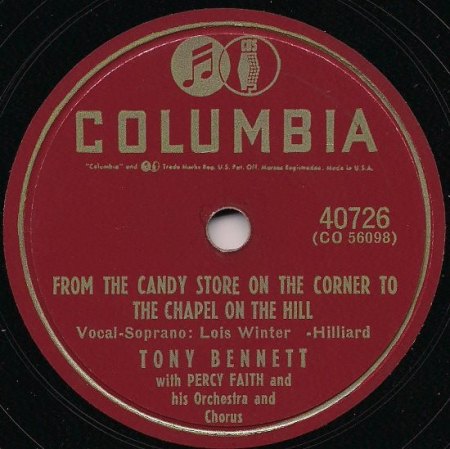 CBS
COLUMBIA
"Columbia" and Trade Marks Reg. U.S. Pat. Off. Marcas Registradas. Made in U.S.A.
40726
(CO 56098)
FROM THE CANDY STORE ON THE CORNER TO
THE CHAPEL ON THE HILL
Vocal-Soprano: Lois Winter -Hilliard
TONY BENNETT
with PERCY FAITH and
his Orchestra and
Chorus